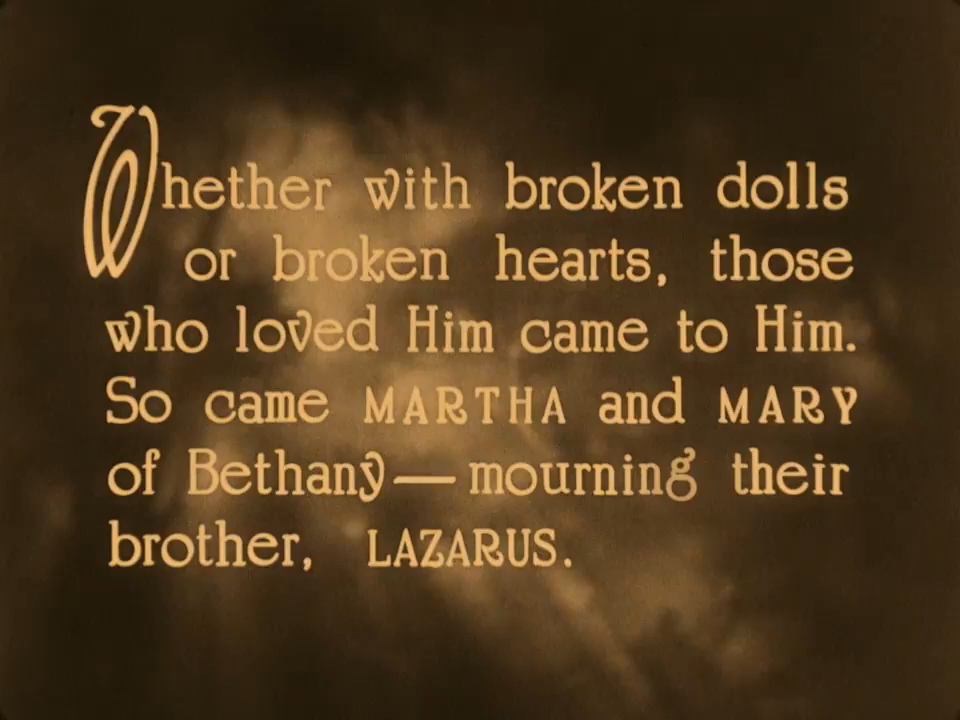 Whether with broken dolls
or broken hearts, those
who loved Him came to Him.
So came MARTHA and MARY
of Bethany—mourning their
brother, LAZARUS.